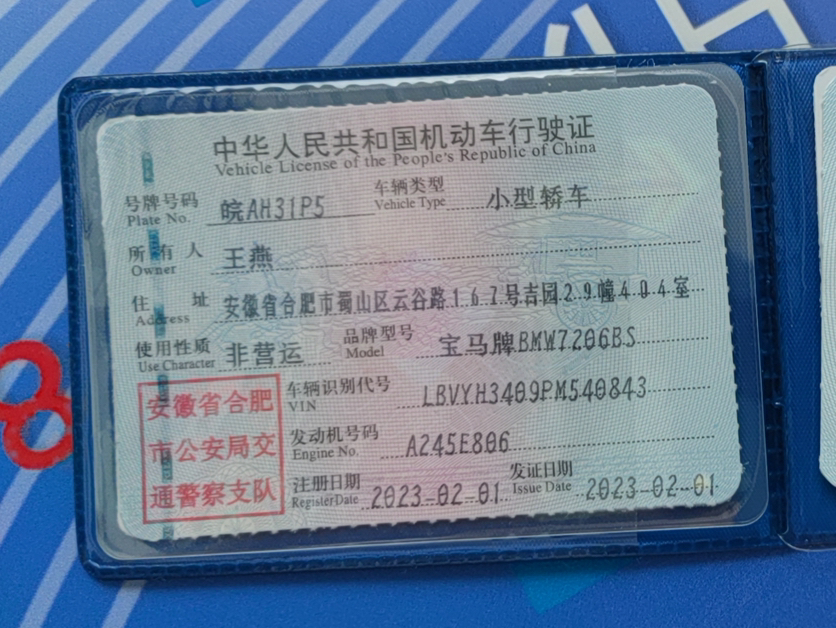 中华人民共和国机动车行驶证
Vehicle License of the People's Republic of China
号牌号码 皖AH31P5 车辆类型 小型轿车
Plate No. Vehicle Type
所有人 王燕
Owner
住址 安徽省合肥市蜀山区云谷路167号吉园29幢404室
Address
使用性质 非营运 品牌型号 宝马牌BMW7206BS
Use Character Model
车辆识别代号 LBVYH3409PM540843
VIN
发动机号码 A245E806
Engine No.
注册日期 2023-02-01 发证日期 2023-02-01
Register Date Issue Date
安徽省合肥
市公安局交
通警察支队
8